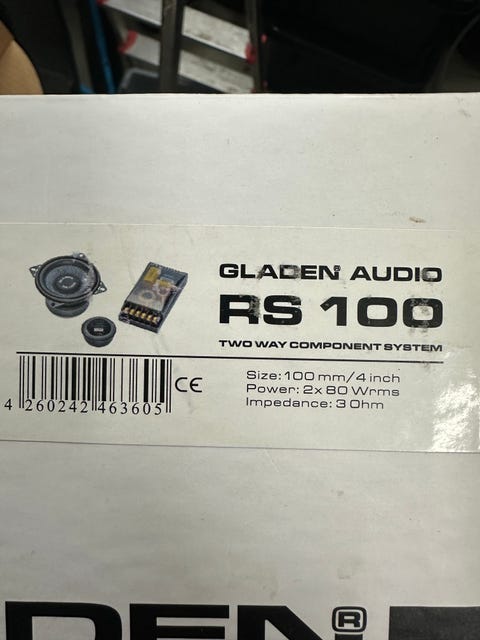 GLADEN® AUDIO
RS 100
TWO WAY COMPONENT SYSTEM
Size: 100 mm/4 inch
Power: 2x 80 Wrms
Impedance: 3 Ohm
CE
4 260242 463605
DEN®